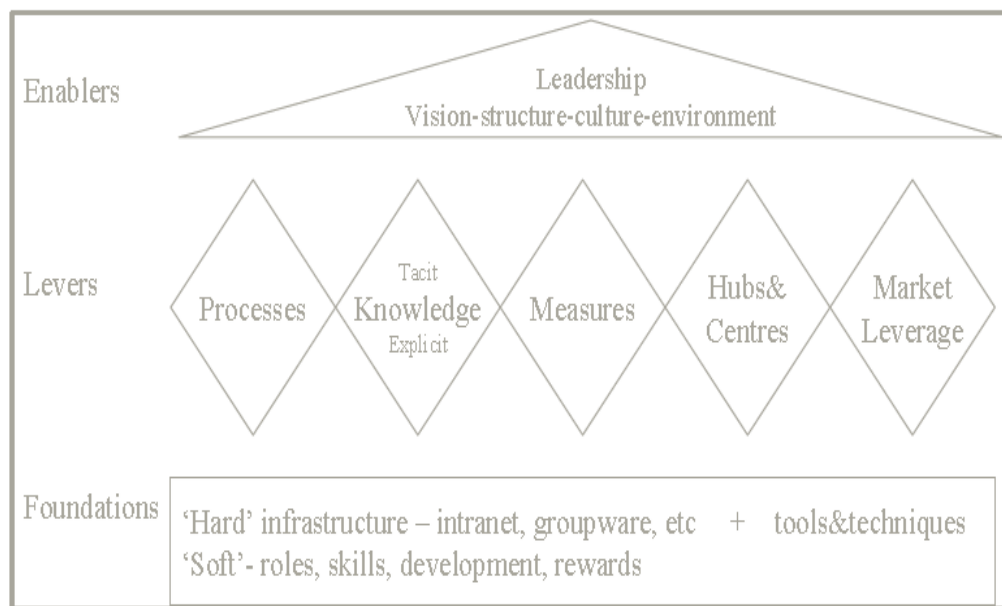 Enablers
Leadership
Vision-structure-culture-environment
Levers
Processes
Tacit
Knowledge
Explicit
Measures
Hubs&
Centres
Market
Leverage
Foundations
‘Hard’ infrastructure – intranet, groupware, etc + tools&techniques
‘Soft’- roles, skills, development, rewards